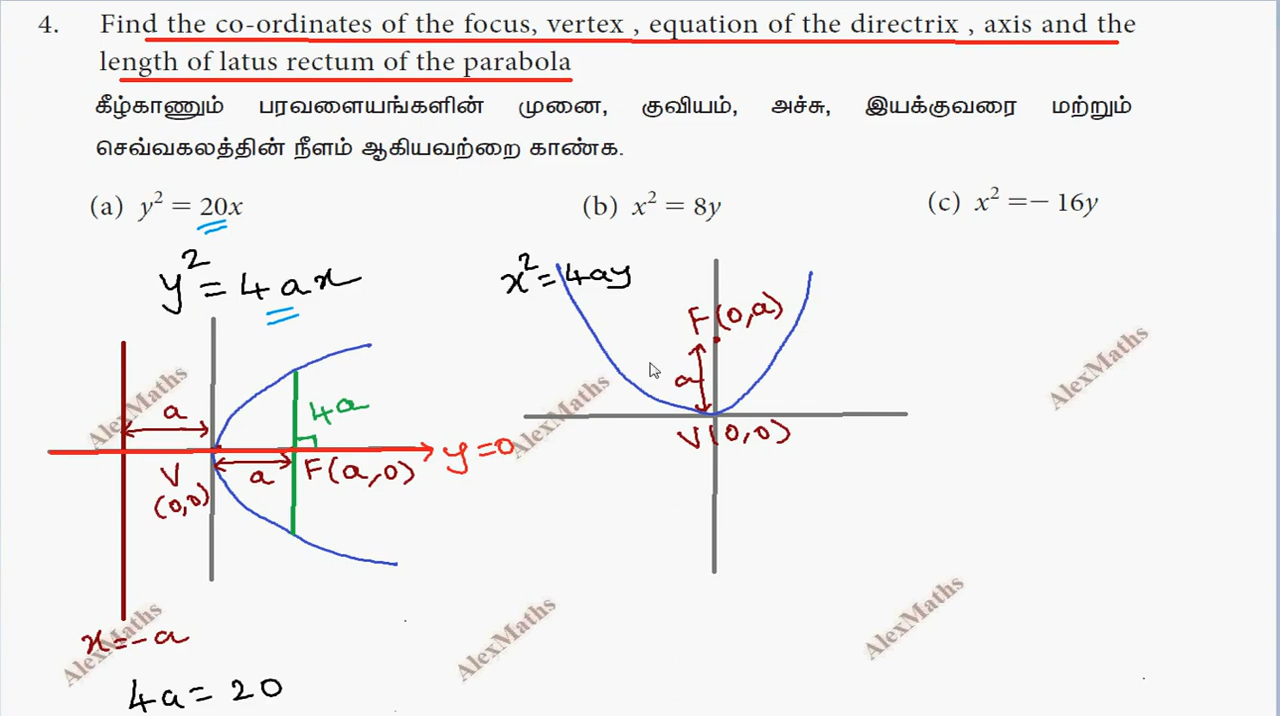 4. Find the co-ordinates of the focus, vertex , equation of the directrix , axis and the
length of latus rectum of the parabola
கீழ்காணும் பரவளையங்களின் முனை, குவியம், அச்சு, இயக்குவரை மற்றும்
செவ்வகலத்தின் நீளம் ஆகியவற்றை காண்க.
(a) y² = 20x (b) x² = 8y (c) x² =− 16y
y² = 4ax
x² = 4ay
F(0,a)
a
V(0,0)
a
4a
y=0
V
(0,0)
a
F(a,0)
x=-a
4a = 20
AlexMaths
AlexMaths
AlexMaths
AlexMaths
AlexMaths
AlexMaths